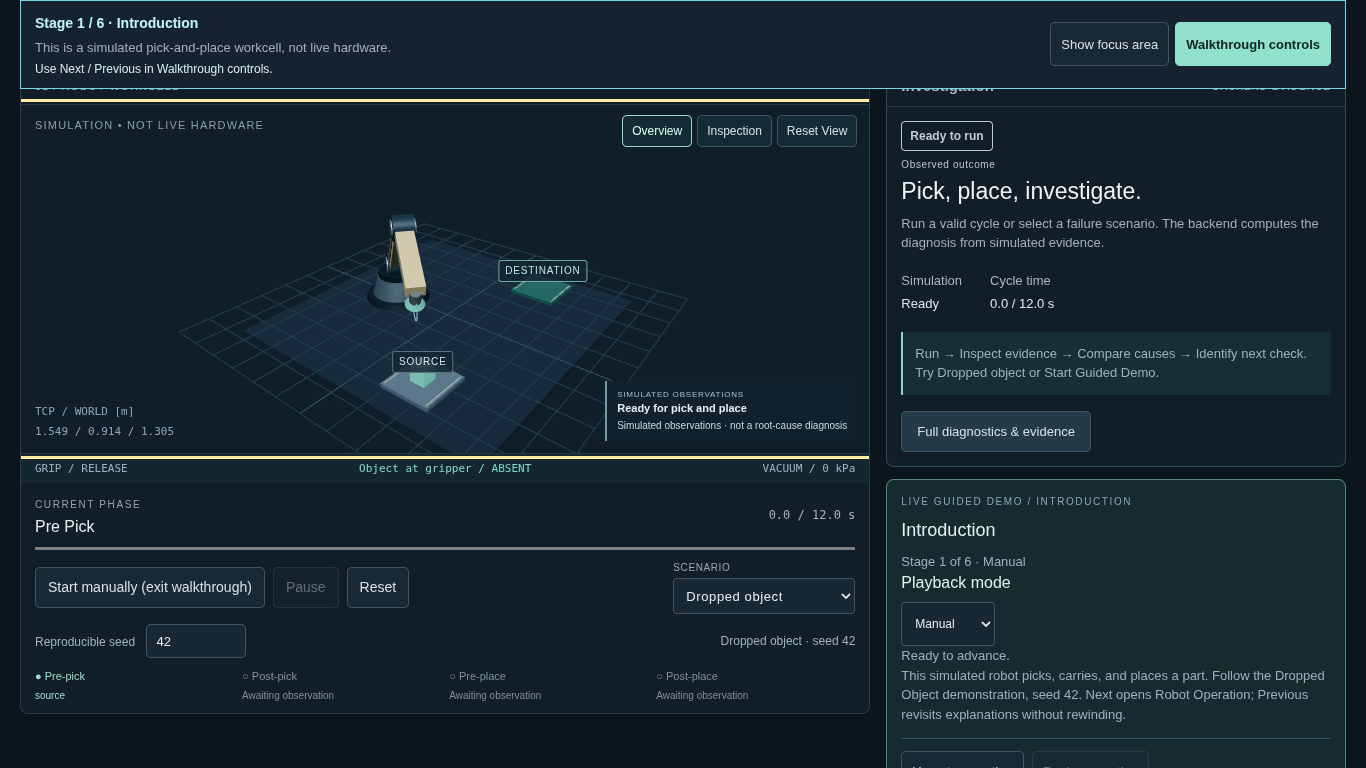 Stage 1 / 6 · Introduction
This is a simulated pick-and-place workcell, not live hardware.
Use Next / Previous in Walkthrough controls.
Show focus area
Walkthrough controls
Investigation
SIMULATION • NOT LIVE HARDWARE
Overview
Inspection
Reset View
DESTINATION
SOURCE
TCP / WORLD [m]
1.549 / 0.914 / 1.305
SIMULATED OBSERVATIONS
Ready for pick and place
Simulated observations · not a root-cause diagnosis
GRIP / RELEASE
Object at gripper / ABSENT
VACUUM / 0 kPa
CURRENT PHASE
Pre Pick
0.0 / 12.0 s
Start manually (exit walkthrough)
Pause
Reset
SCENARIO
Dropped object
Reproducible seed
42
Dropped object · seed 42
● Pre-pick
source
○ Post-pick
Awaiting observation
○ Pre-place
Awaiting observation
○ Post-place
Awaiting observation
Ready to run
Observed outcome
Pick, place, investigate.
Run a valid cycle or select a failure scenario. The backend computes the
diagnosis from simulated evidence.
Simulation
Cycle time
Ready
0.0 / 12.0 s
Run → Inspect evidence → Compare causes → Identify next check.
Try Dropped object or Start Guided Demo.
Full diagnostics & evidence
LIVE GUIDED DEMO / INTRODUCTION
Introduction
Stage 1 of 6 · Manual
Playback mode
Manual
Ready to advance.
This simulated robot picks, carries, and places a part. Follow the Dropped
Object demonstration, seed 42. Next opens Robot Operation; Previous
revisits explanations without rewinding.